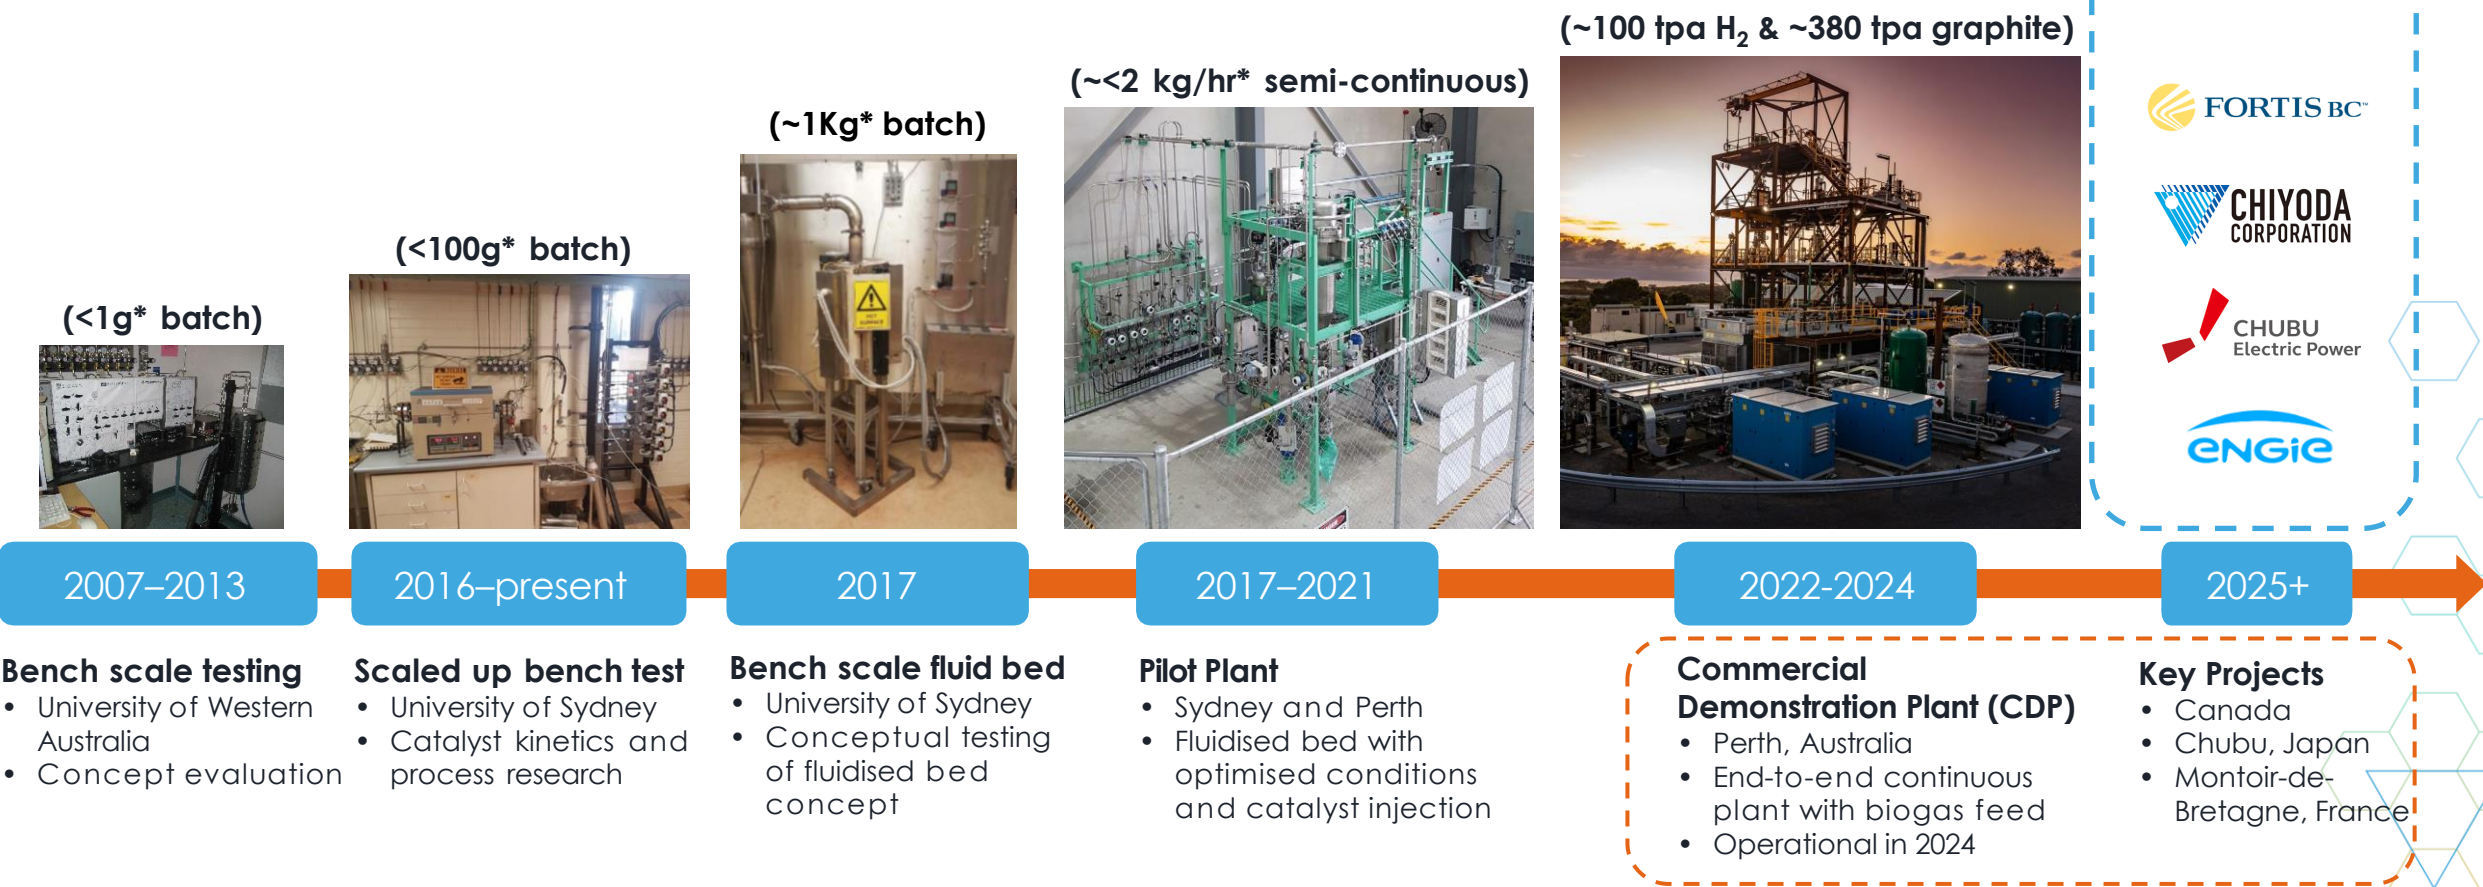 (<1g* batch)
(<100g* batch)
(~1Kg* batch)
(~<2 kg/hr* semi-continuous)
(~100 tpa H₂ & ~380 tpa graphite)
HOT
SURFACE
FORTIS BC™
CHIYODA
CORPORATION
CHUBU
Electric Power
ENGIE
2007–2013
2016–present
2017
2017–2021
2022-2024
2025+
Bench scale testing
• University of Western
Australia
• Concept evaluation
Scaled up bench test
• University of Sydney
• Catalyst kinetics and
process research
Bench scale fluid bed
• University of Sydney
• Conceptual testing
of fluidised bed
concept
Pilot Plant
• Sydney and Perth
• Fluidised bed with
optimised conditions
and catalyst injection
Commercial
Demonstration Plant (CDP)
• Perth, Australia
• End-to-end continuous
plant with biogas feed
• Operational in 2024
Key Projects
• Canada
• Chubu, Japan
• Montoir-de-
Bretagne, France